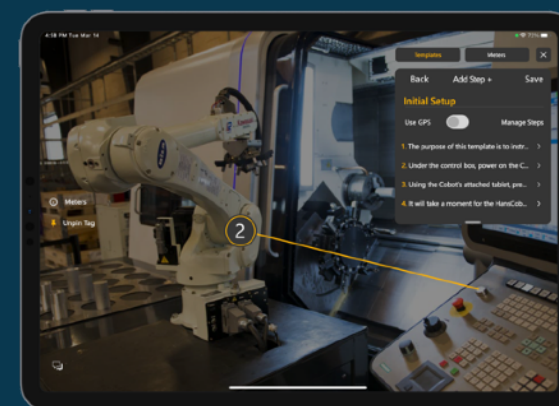 4:58 PM Tue Mar 14
70%
Templates
Meters
Back
Add Step +
Save
Initial Setup
Use GPS
Manage Steps
1. The purpose of this template is to instr...
2. Under the control box, power on the C...
3. Using the Cobot's attached tablet, pre...
4. It will take a moment for the HansCob...
Meters
Unpin Tag
2